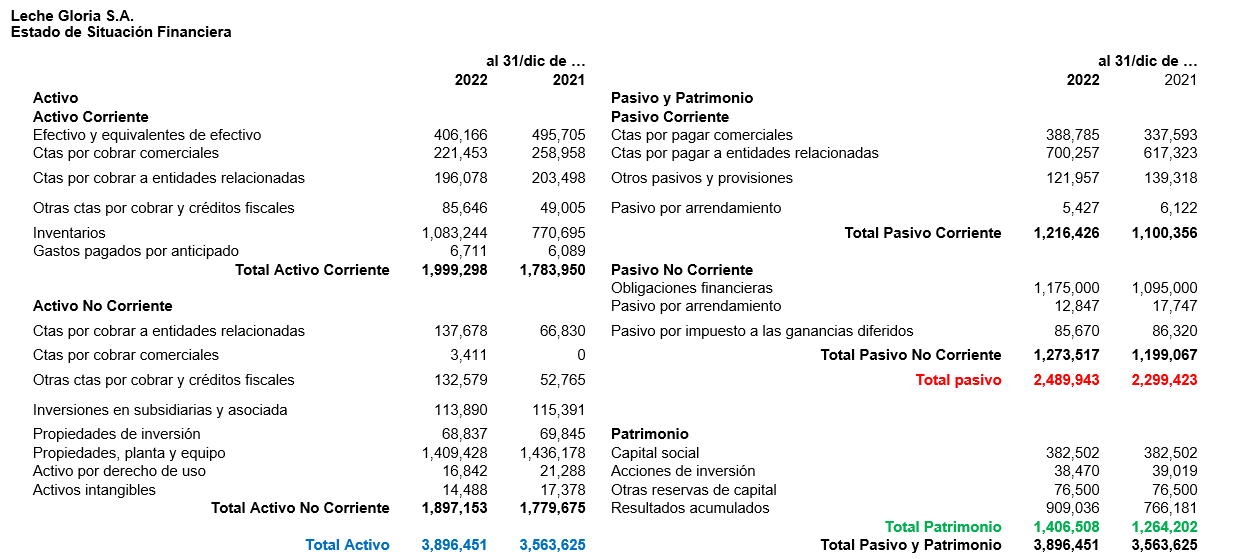 Leche Gloria S.A.
Estado de Situación Financiera
al 31/dic de ... al 31/dic de ...
2022 2021 2022 2021
Activo Pasivo y Patrimonio
Activo Corriente Pasivo Corriente
Efectivo y equivalentes de efectivo 406,166 495,705 Ctas por pagar comerciales 388,785 337,593
Ctas por cobrar comerciales 221,453 258,958 Ctas por pagar a entidades relacionadas 700,257 617,323
Ctas por cobrar a entidades relacionadas 196,078 203,498 Otros pasivos y provisiones 121,957 139,318
Otras ctas por cobrar y créditos fiscales 85,646 49,005 Pasivo por arrendamiento 5,427 6,122
Inventarios 1,083,244 770,695 Total Pasivo Corriente 1,216,426 1,100,356
Gastos pagados por anticipado 6,711 6,089
Total Activo Corriente 1,999,298 1,783,950 Pasivo No Corriente
Obligaciones financieras 1,175,000 1,095,000
Activo No Corriente Pasivo por arrendamiento 12,847 17,747
Ctas por cobrar a entidades relacionadas 137,678 66,830 Pasivo por impuesto a las ganancias diferidos 85,670 86,320
Ctas por cobrar comerciales 3,411 0 Total Pasivo No Corriente 1,273,517 1,199,067
Otras ctas por cobrar y créditos fiscales 132,579 52,765 Total pasivo 2,489,943 2,299,423
Inversiones en subsidiarias y asociada 113,890 115,391
Propiedades de inversión 68,837 69,845 Patrimonio
Propiedades, planta y equipo 1,409,428 1,436,178 Capital social 382,502 382,502
Activo por derecho de uso 16,842 21,288 Acciones de inversión 38,470 39,019
Activos intangibles 14,488 17,378 Otras reservas de capital 76,500 76,500
Total Activo No Corriente 1,897,153 1,779,675 Resultados acumulados 909,036 766,181
Total Patrimonio 1,406,508 1,264,202
Total Activo 3,896,451 3,563,625 Total Pasivo y Patrimonio 3,896,451 3,563,625